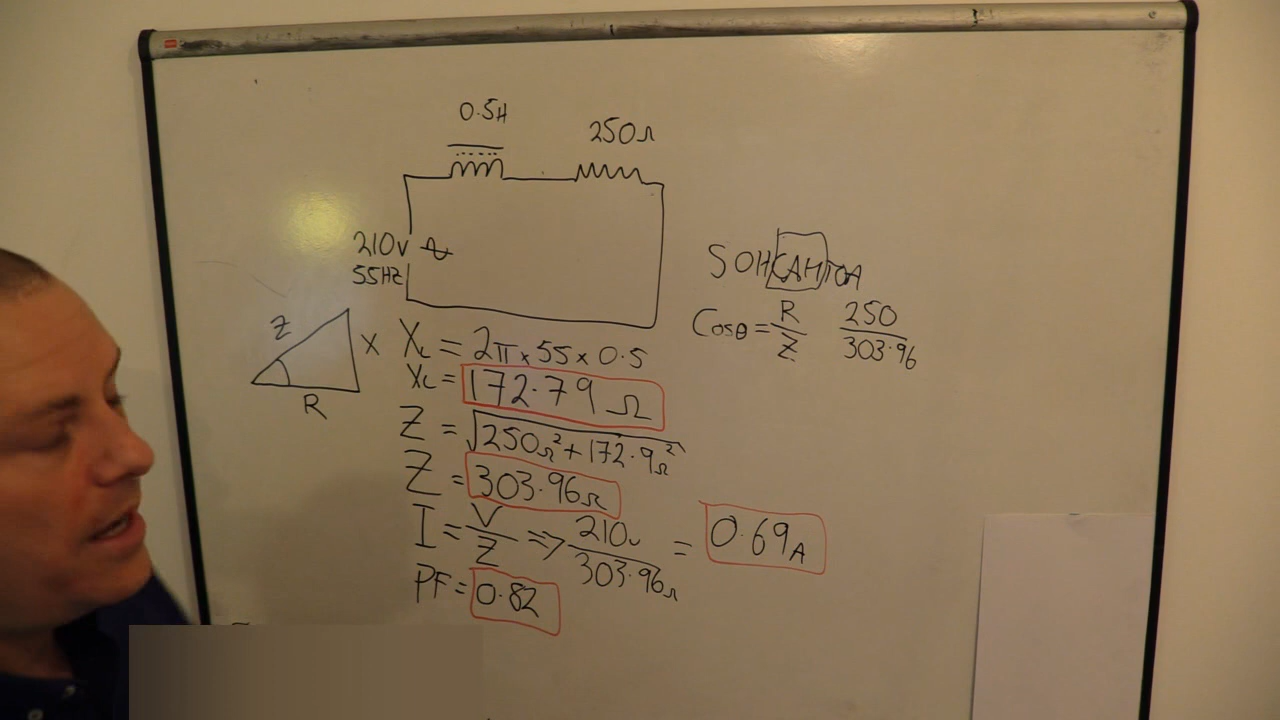 0.5H
250Ω
210v
55HZ
SOHCAHTOA
Cosθ = R/Z 250/303.96
Z
X
R
XL = 2π x 55 x 0.5
XL = 172.79 Ω
Z = √250Ω² + 172.9Ω²
Z = 303.96Ω
I = V/Z => 210v/303.96Ω = 0.69A
PF = 0.82